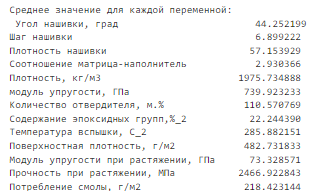 Среднее значение для каждой переменной:
Угол нашивки, град 44.252199
Шаг нашивки 6.899222
Плотность нашивки 57.153929
Соотношение матрица-наполнитель 2.930366
Плотность, кг/м3 1975.734888
модуль упругости, ГПа 739.923233
Количество отвердителя, м.% 110.570769
Содержание эпоксидных групп,%_2 22.244390
Температура вспышки, С_2 285.882151
Поверхностная плотность, г/м2 482.731833
Модуль упругости при растяжении, ГПа 73.328571
Прочность при растяжении, МПа 2466.922843
Потребление смолы, г/м2 218.423144